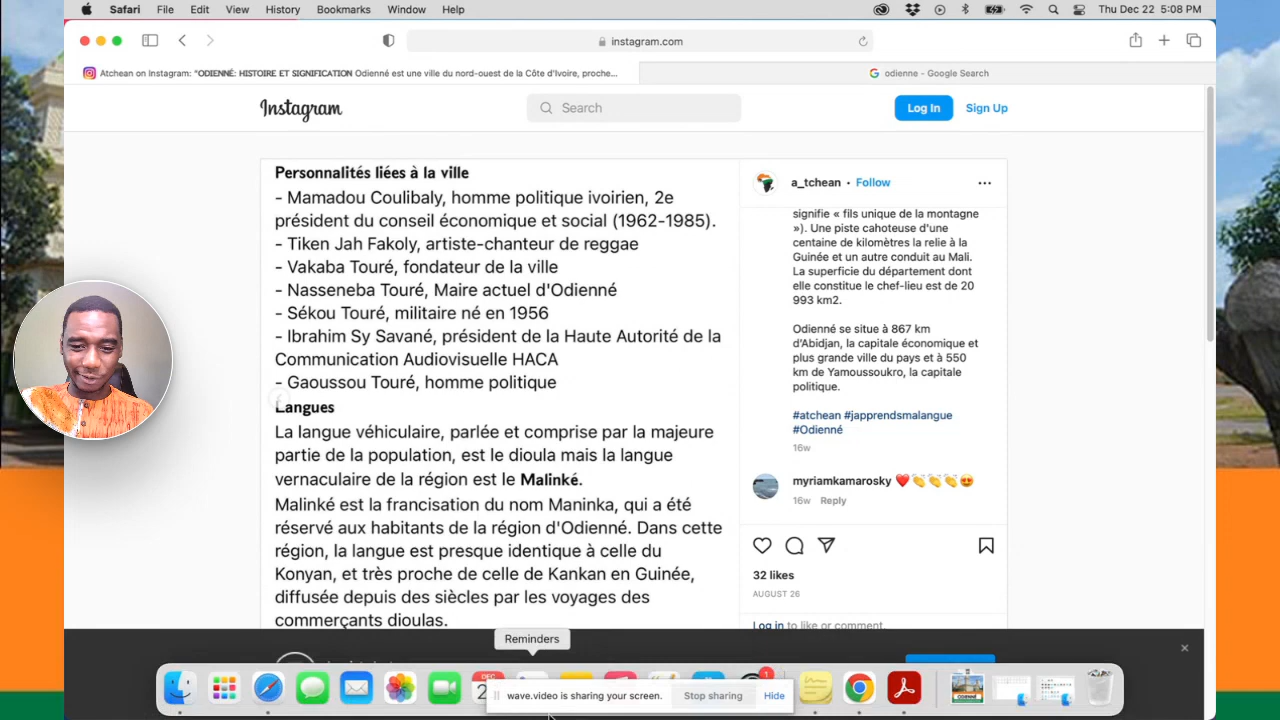 Safari File Edit View History Bookmarks Window Help Thu Dec 22 5:08 PM
instagram.com
Atchean on Instagram: "ODIENNÉ: HISTOIRE ET SIGNIFICATION Odienné est une ville du nord-ouest de la Côte d'Ivoire, proche...
odienne - Google Search
Instagram
Search
Log In
Sign Up
Personnalités liées à la ville
- Mamadou Coulibaly, homme politique ivoirien, 2e
président du conseil économique et social (1962-1985).
- Tiken Jah Fakoly, artiste-chanteur de reggae
- Vakaba Touré, fondateur de la ville
- Nasseneba Touré, Maire actuel d'Odienné
- Sékou Touré, militaire né en 1956
- Ibrahim Sy Savané, président de la Haute Autorité de la
Communication Audiovisuelle HACA
- Gaoussou Touré, homme politique
Langues
La langue véhiculaire, parlée et comprise par la majeure
partie de la population, est le dioula mais la langue
vernaculaire de la région est le Malinké.
Malinké est la francisation du nom Maninka, qui a été
réservé aux habitants de la région d'Odienné. Dans cette
région, la langue est presque identique à celle du
Konyan, et très proche de celle de Kankan en Guinée,
diffusée depuis des siècles par les voyages des
commerçants dioulas.
a_tchean • Follow
signifie « fils unique de la montagne
»). Une piste cahoteuse d'une
centaine de kilomètres la relie à la
Guinée et un autre conduit au Mali.
La superficie du département dont
elle constitue le chef-lieu est de 20
993 km2.
Odienné se situe à 867 km
d'Abidjan, la capitale économique et
plus grande ville du pays et à 550
km de Yamoussoukro, la capitale
politique.
#atchean #japprendsmalangue
#Odienné
16w
myriamkamarosky ❤️👏👏👏😍
16w Reply
32 likes
AUGUST 26
Log in to like or comment.
Reminders
DEC
1
wave.video is sharing your screen.
Stop sharing
Hide